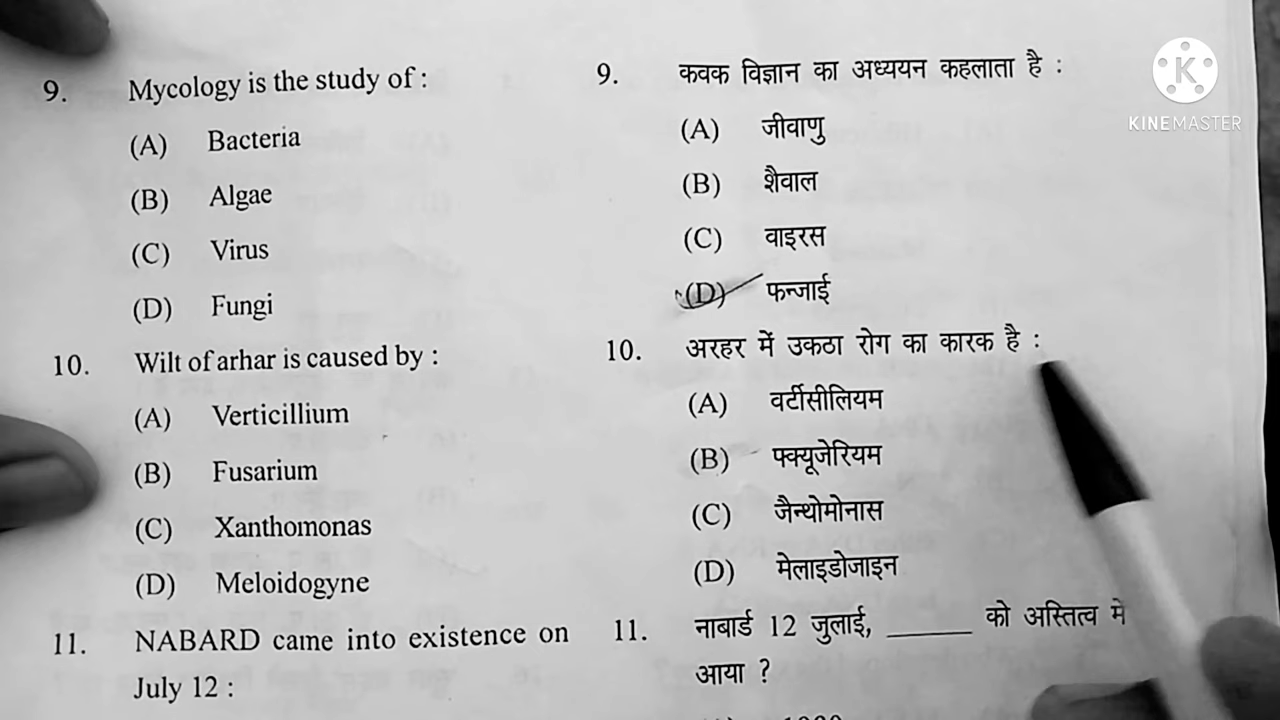 9. Mycology is the study of :
(A) Bacteria
(B) Algae
(C) Virus
(D) Fungi
10. Wilt of arhar is caused by :
(A) Verticillium
(B) Fusarium
(C) Xanthomonas
(D) Meloidogyne
11. NABARD came into existence on
July 12 :
9. कवक विज्ञान का अध्ययन कहलाता है :
(A) जीवाणु
(B) शैवाल
(C) वाइरस
(D) फन्जाई
10. अरहर में उकठा रोग का कारक है :
(A) वर्टीसीलियम
(B) फ्यूजेरियम
(C) जैन्थोमोनास
(D) मेलाइडोजाइन
11. नाबार्ड 12 जुलाई, ______ को अस्तित्व में
आया ?
K
KINEMASTER